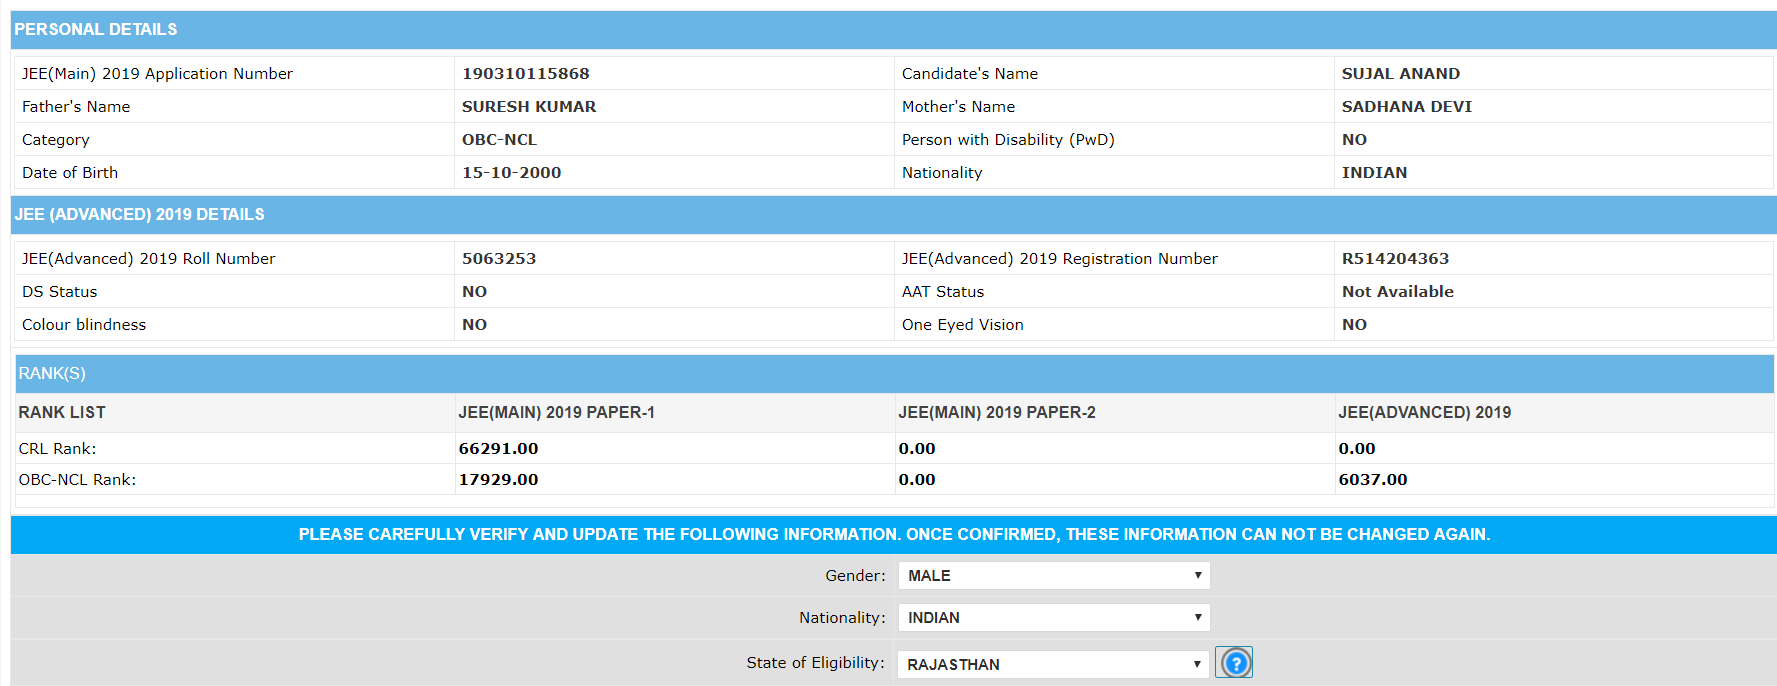 PERSONAL DETAILS
JEE(Main) 2019 Application Number 190310115868 Candidate's Name SUJAL ANAND
Father's Name SURESH KUMAR Mother's Name SADHANA DEVI
Category OBC-NCL Person with Disability (PwD) NO
Date of Birth 15-10-2000 Nationality INDIAN
JEE (ADVANCED) 2019 DETAILS
JEE(Advanced) 2019 Roll Number 5063253 JEE(Advanced) 2019 Registration Number R514204363
DS Status NO AAT Status Not Available
Colour blindness NO One Eyed Vision NO
RANK(S)
RANK LIST JEE(MAIN) 2019 PAPER-1 JEE(MAIN) 2019 PAPER-2 JEE(ADVANCED) 2019
CRL Rank: 66291.00 0.00 0.00
OBC-NCL Rank: 17929.00 0.00 6037.00
PLEASE CAREFULLY VERIFY AND UPDATE THE FOLLOWING INFORMATION. ONCE CONFIRMED, THESE INFORMATION CAN NOT BE CHANGED AGAIN.
Gender: MALE
Nationality: INDIAN
State of Eligibility: RAJASTHAN ?